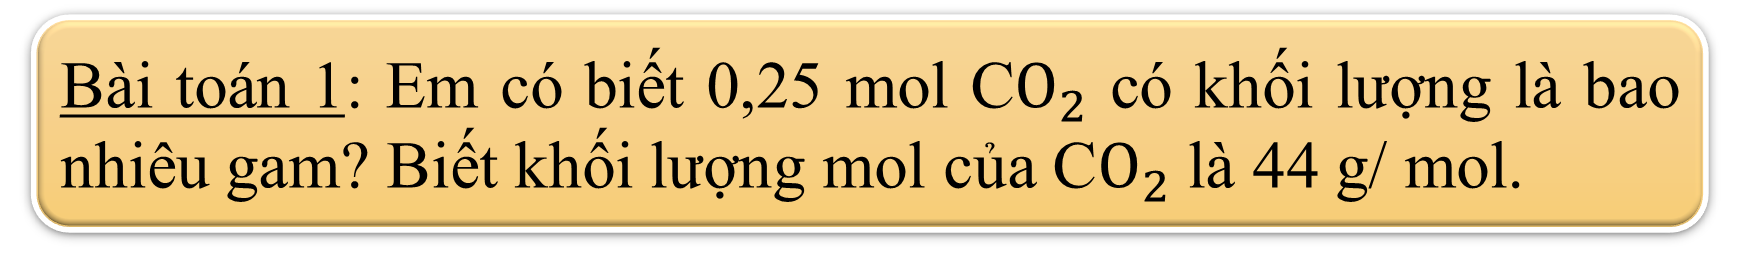 Bài toán 1: Em có biết 0,25 mol CO₂ có khối lượng là bao
nhiêu gam? Biết khối lượng mol của CO₂ là 44 g/ mol.